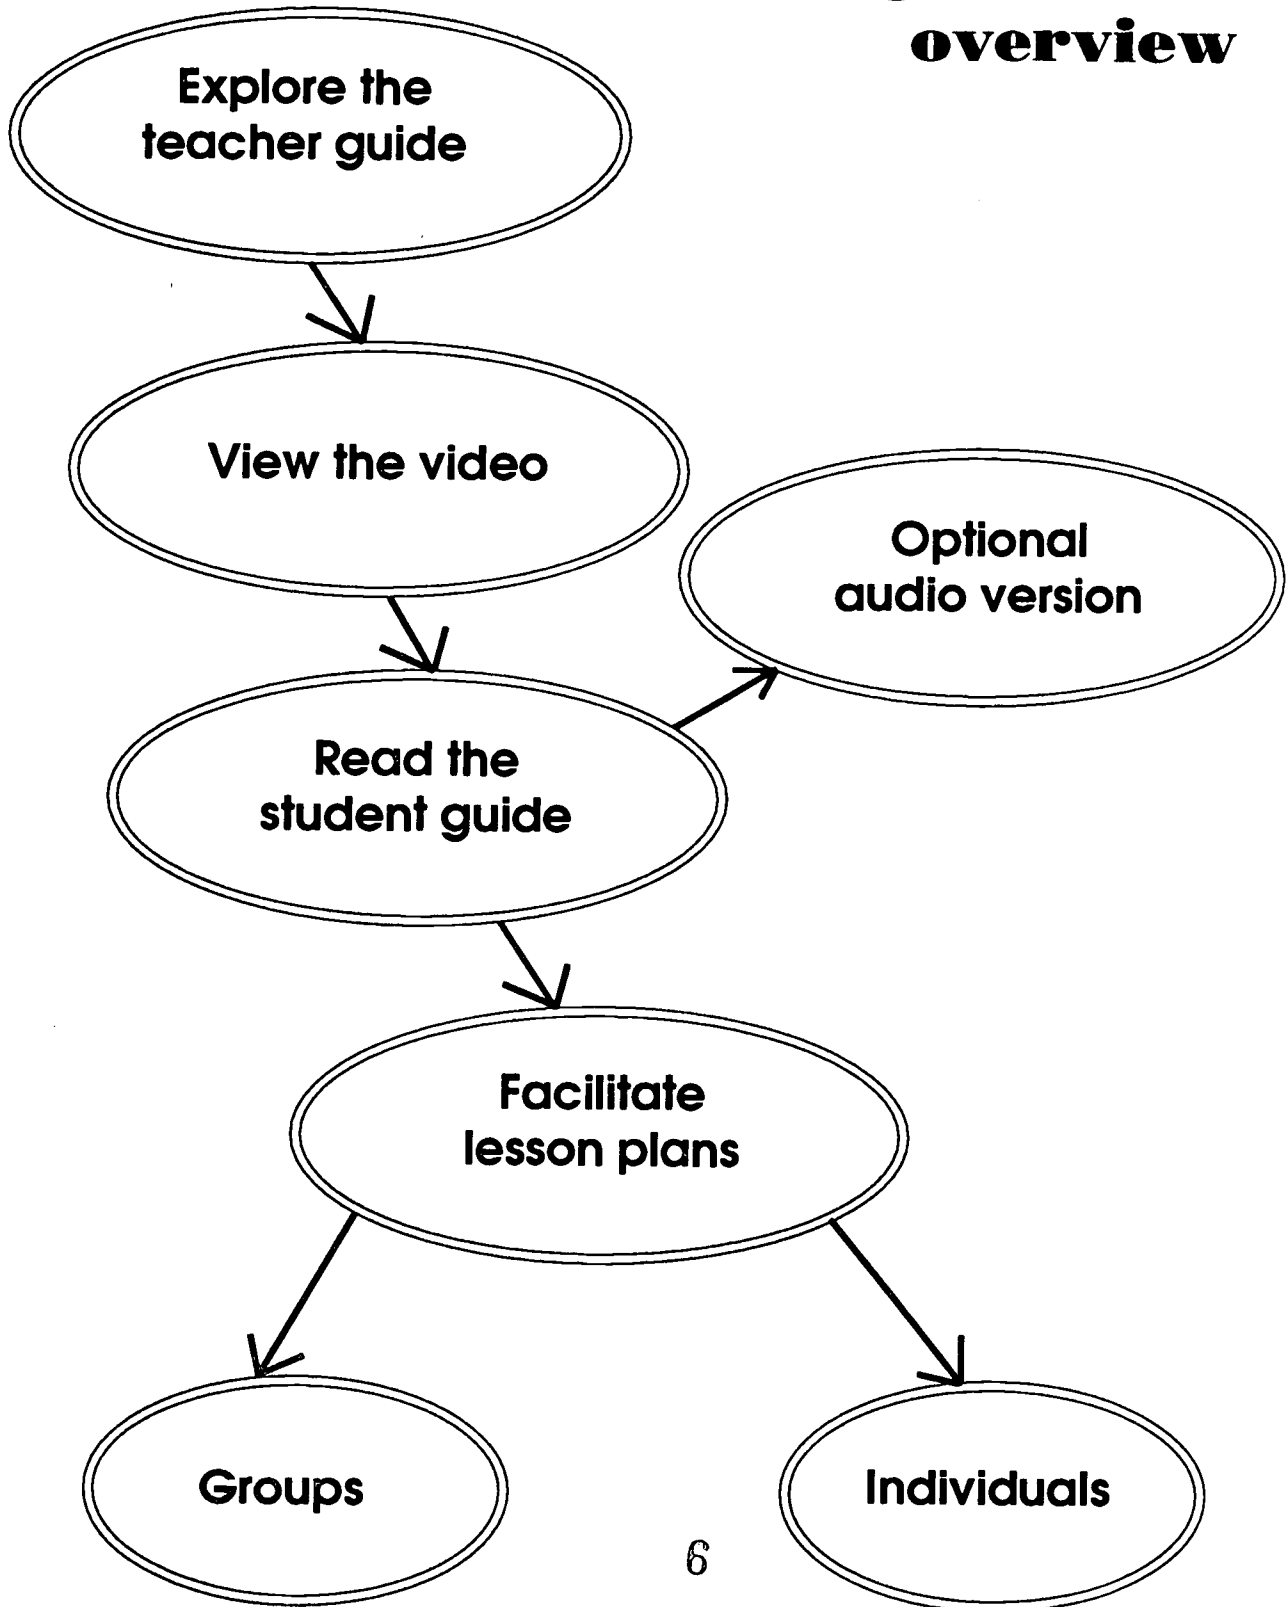 overview
Explore the
teacher guide
View the video
Optional
audio version
Read the
student guide
Facilitate
lesson plans
Groups
Individuals
6